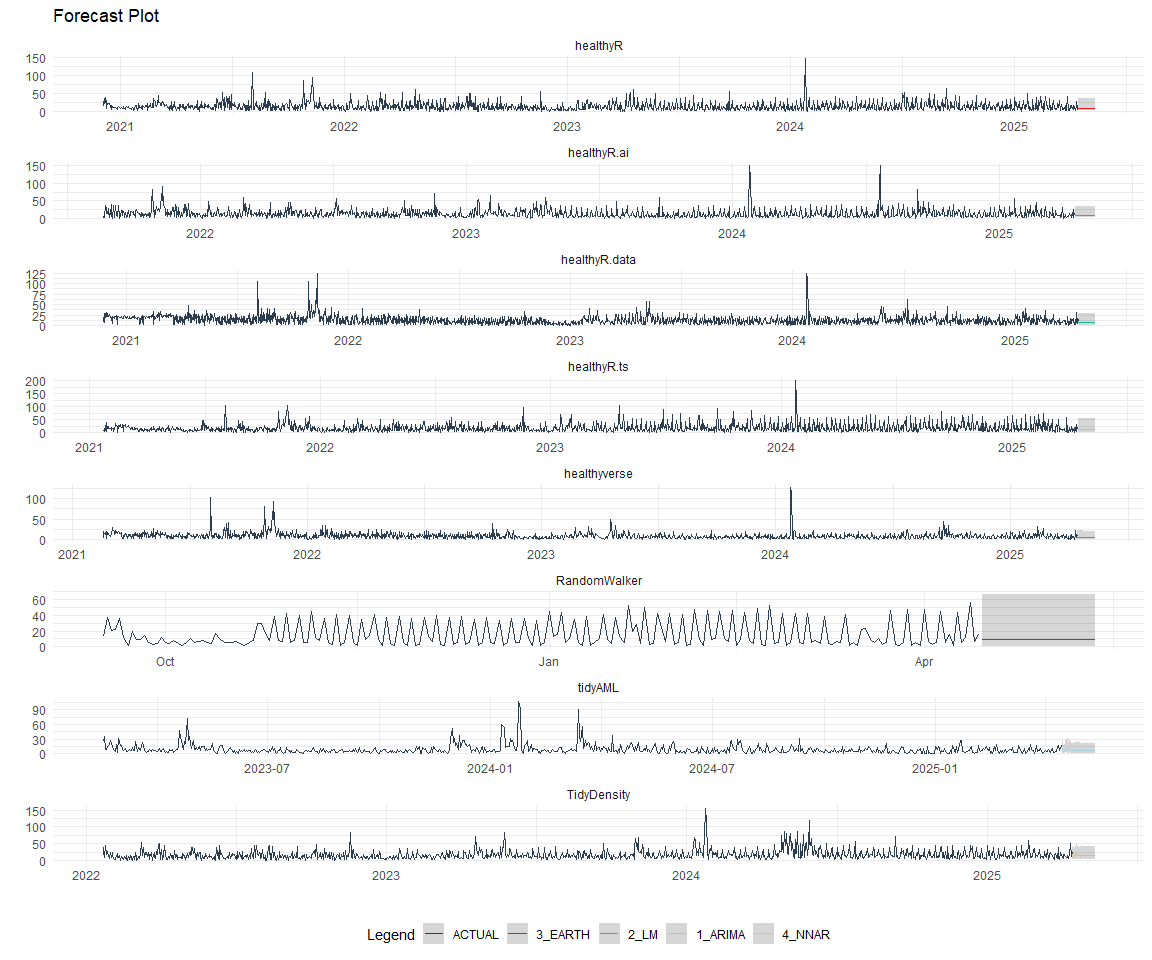 Forecast Plot
healthyR
150
100
50
0
2021 2022 2023 2024 2025
healthyR.ai
150
100
50
0
2022 2023 2024 2025
healthyR.data
125
100
75
50
25
0
2021 2022 2023 2024 2025
healthyR.ts
200
150
100
50
0
2021 2022 2023 2024 2025
healthyverse
100
50
0
2021 2022 2023 2024 2025
RandomWalker
60
40
20
0
Oct Jan Apr
tidyAML
90
60
30
0
2023-07 2024-01 2024-07 2025-01
TidyDensity
150
100
50
0
2022 2023 2024 2025
Legend ACTUAL 3_EARTH 2_LM 1_ARIMA 4_NNAR